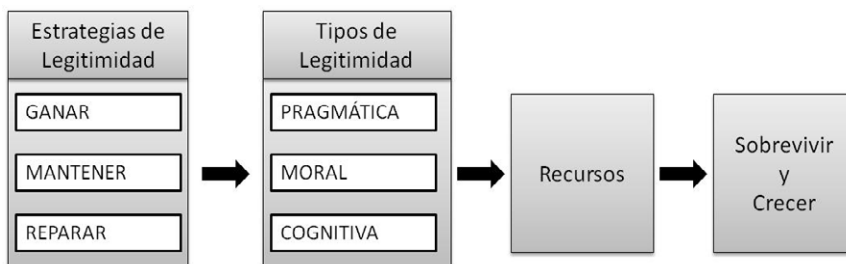 Estrategias de
Legitimidad
GANAR
MANTENER
REPARAR
Tipos de
Legitimidad
PRAGMÁTICA
MORAL
COGNITIVA
Recursos
Sobrevivir
y
Crecer